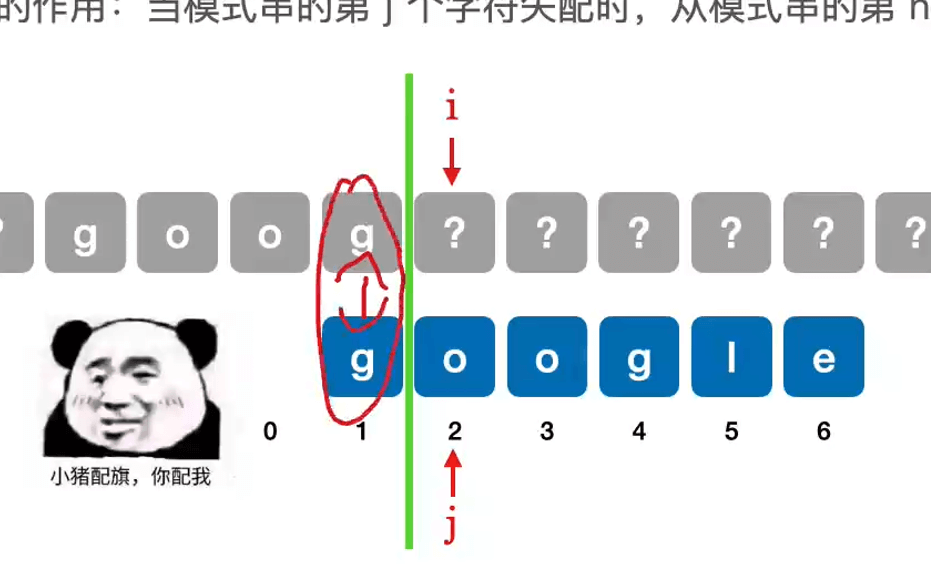 的作用：当模式串的第 j 个字符失配时，从模式串的第 n
i
? g o o g ? ? ? ? ? ?
g o o g l e
0 1 2 3 4 5 6
小猪配旗，你配我
j